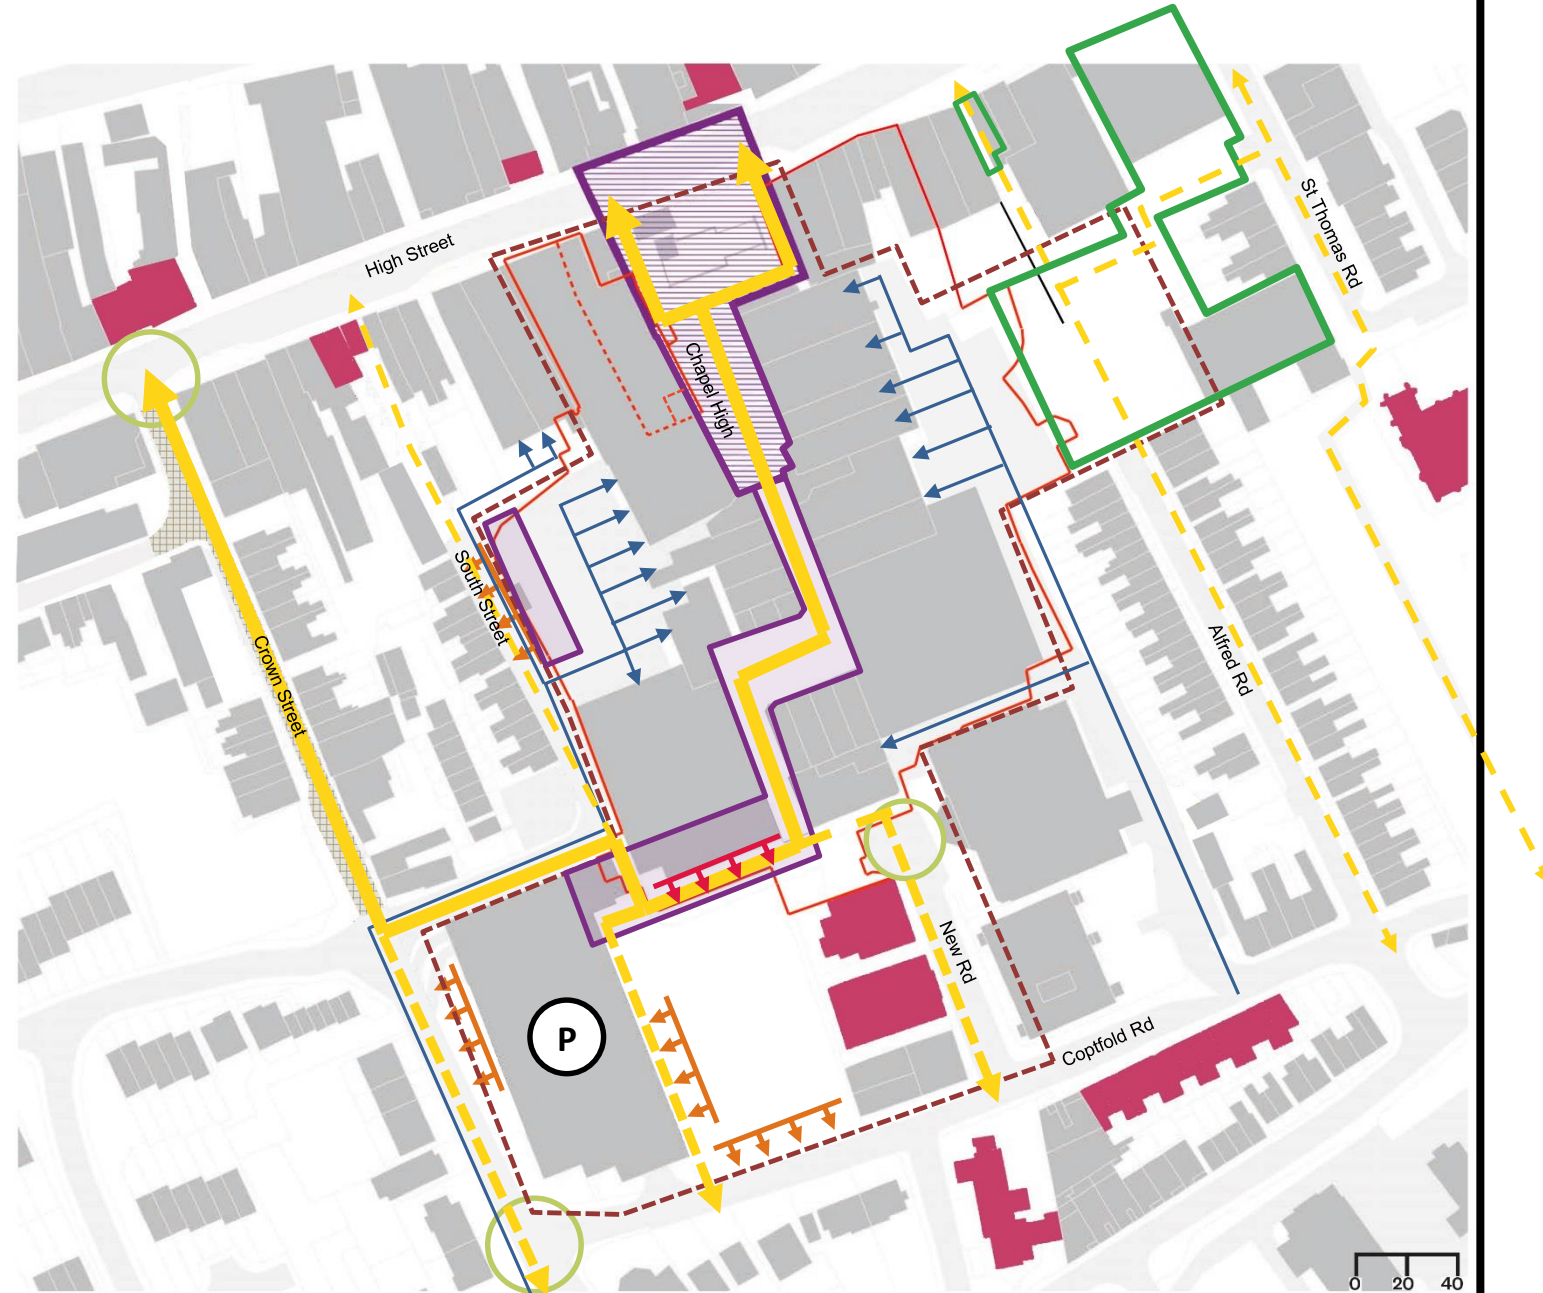 High Street
St Thomas Rd
Chapel High
South Street
Crown Street
Alfred Rd
New Rd
P
Coptfold Rd
0 20 40